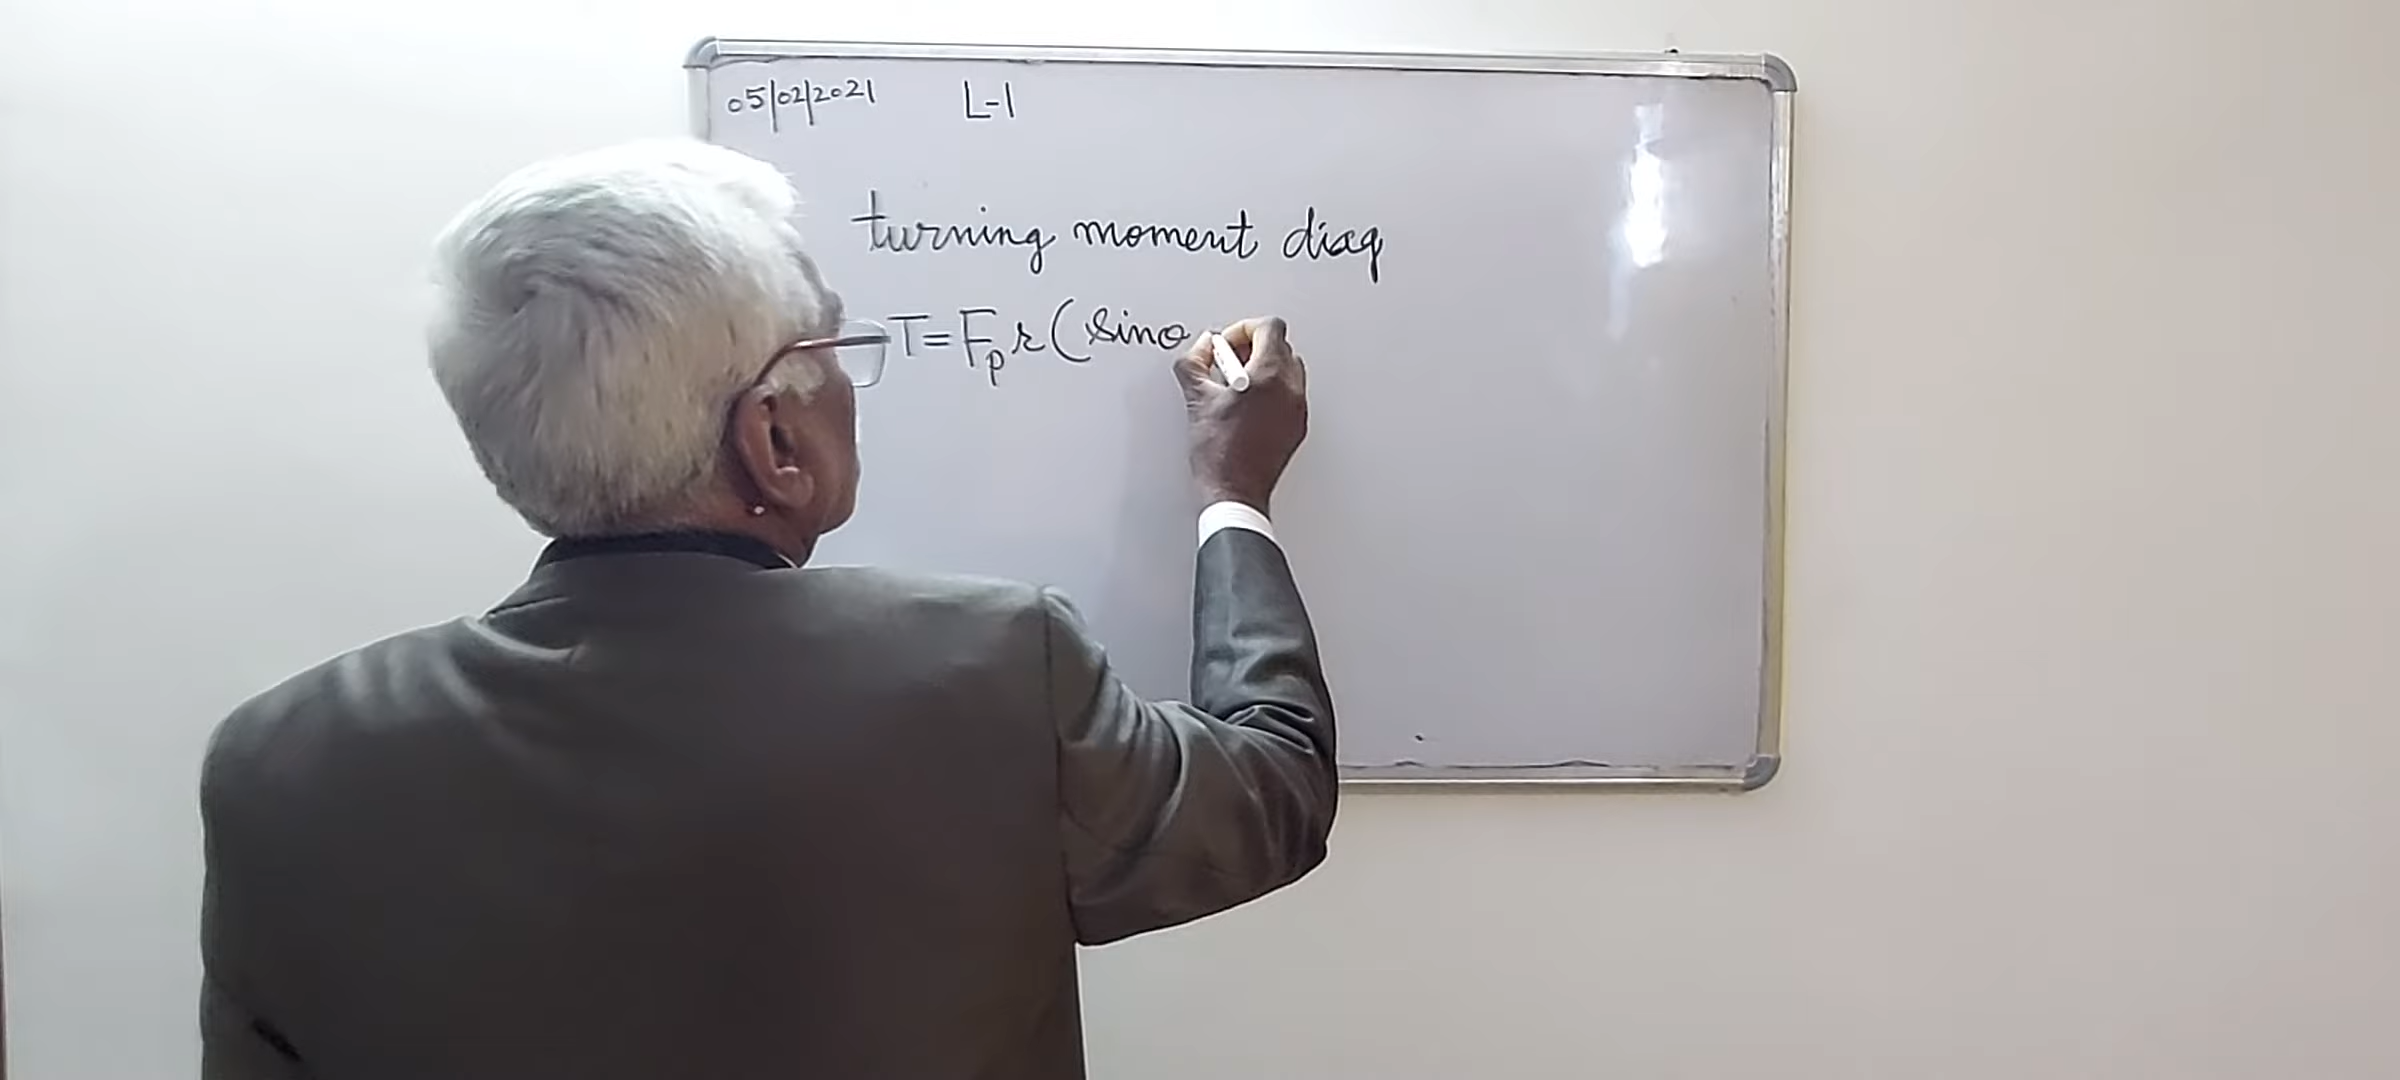 05/02/2021 L-1
turning moment diag
T=Fpr(sinθ